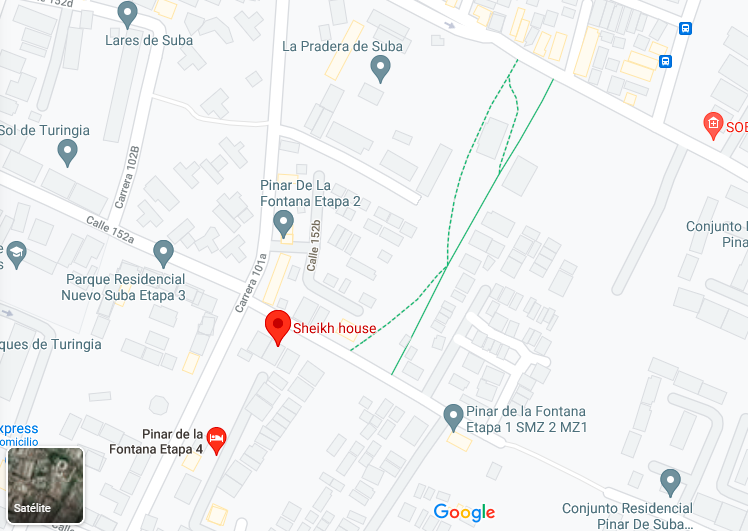 Calle 152d
Lares de Suba
La Pradera de Suba
SOE
Sol de Turingia
Carrera 102B
Pinar De La
Fontana Etapa 2
Calle 152a
Calle 152b
Conjunto
Pina
Parque Residencial
Nuevo Suba Etapa 3
Carrera 101a
Sheikh house
ques de Turingia
Pinar de la Fontana
Etapa 1 SMZ 2 MZ1
Pinar de la
Fontana Etapa 4
xpress
omicilio
Satélite
Google
Conjunto Residencial
Pinar De Suba...
Calle